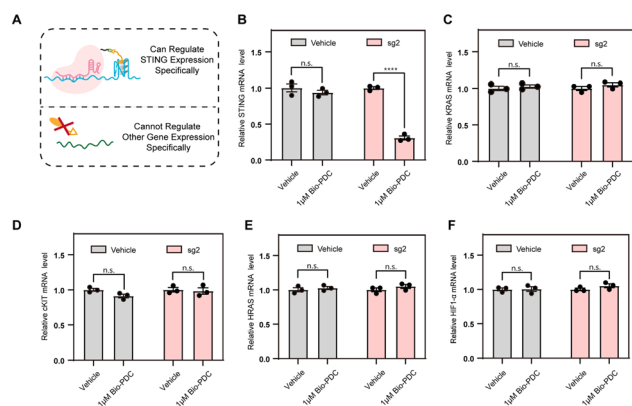 A
Can Regulate
STING Expression
Specifically
Cannot Regulate
Other Gene Expression
Specifically
B
Vehicle
sg2
Relative STING mRNA level
1.5
1.0
0.5
0.0
n.s.
****
Vehicle
1μM Bio-PDC
Vehicle
1μM Bio-PDC
C
Vehicle
sg2
Relative KRAS mRNA level
1.5
1.0
0.5
0.0
n.s.
n.s.
Vehicle
1μM Bio-PDC
Vehicle
1μM Bio-PDC
D
Vehicle
sg2
Relative cKIT mRNA level
1.5
1.0
0.5
0.0
n.s.
n.s.
Vehicle
1μM Bio-PDC
Vehicle
1μM Bio-PDC
E
Vehicle
sg2
Relative HRAS mRNA level
1.5
1.0
0.5
0.0
n.s.
n.s.
Vehicle
1μM Bio-PDC
Vehicle
1μM Bio-PDC
F
Vehicle
sg2
Relative HIF1-α mRNA level
1.5
1.0
0.5
0.0
n.s.
n.s.
Vehicle
1μM Bio-PDC
Vehicle
1μM Bio-PDC